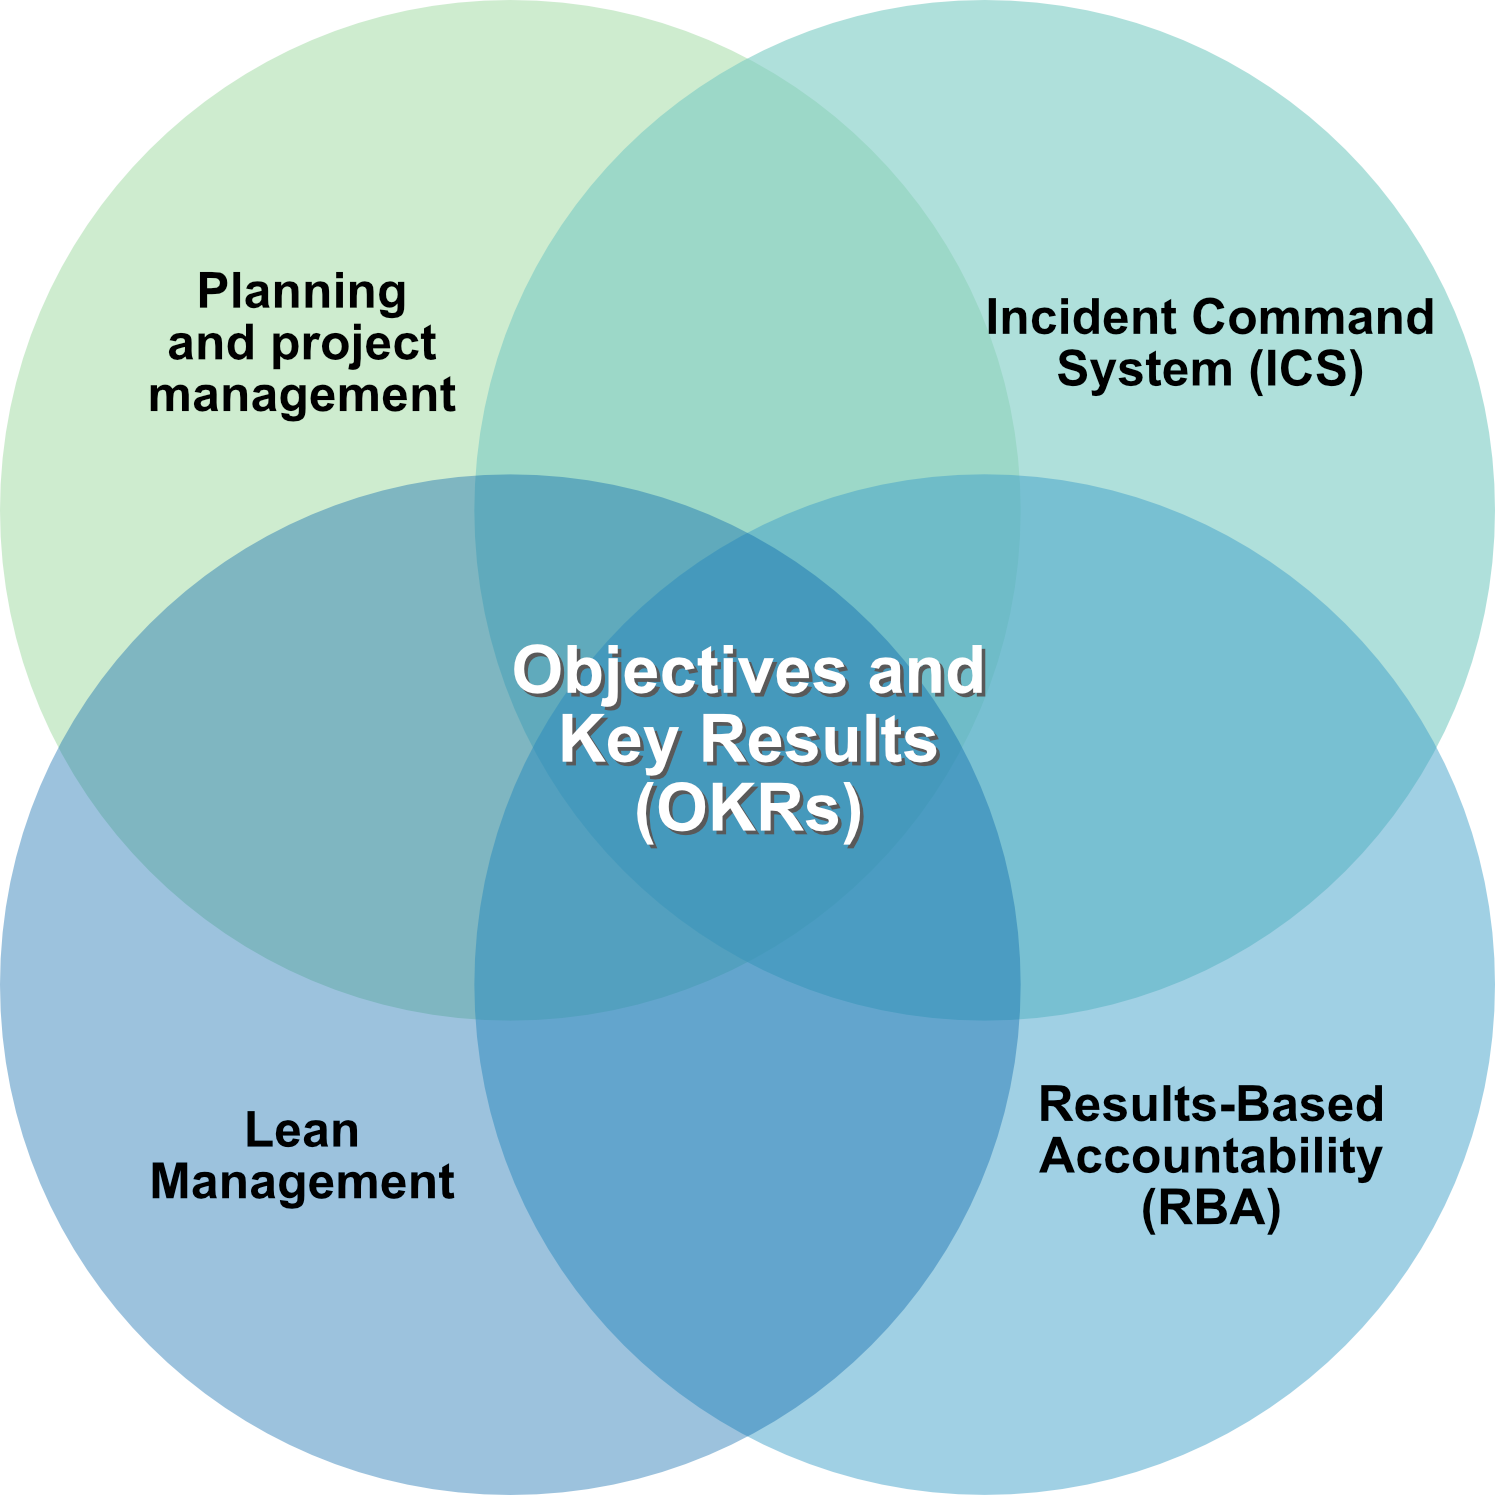 Planning
and project
management
Incident Command
System (ICS)
Objectives and
Key Results
(OKRs)
Lean
Management
Results-Based
Accountability
(RBA)